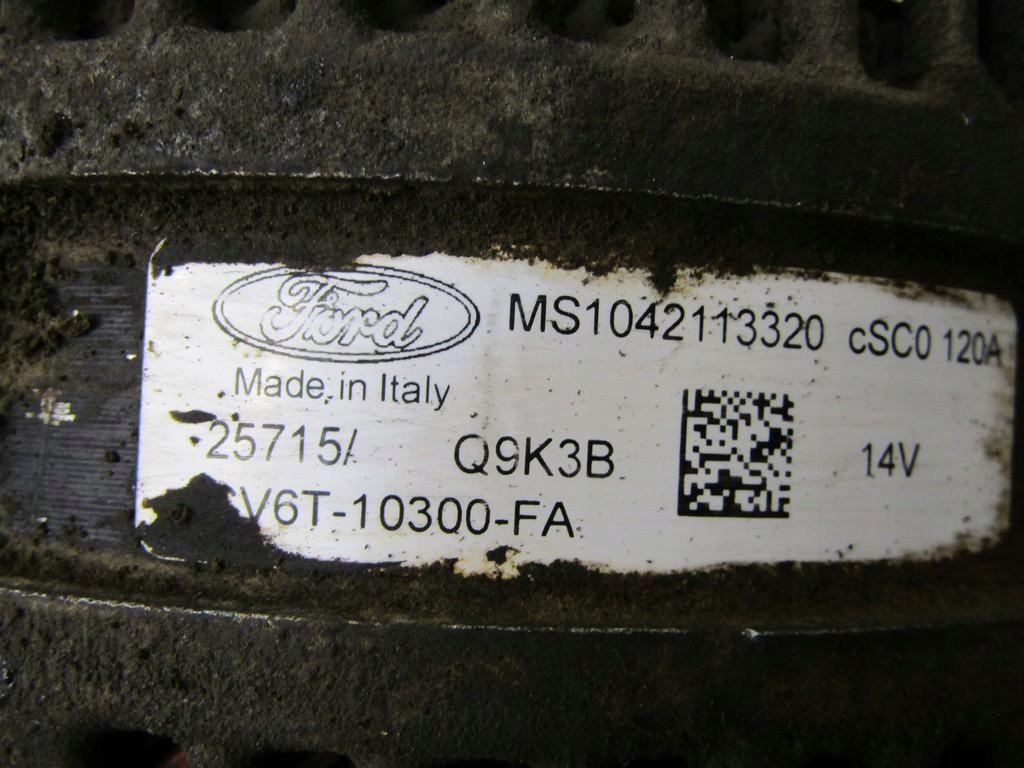 Ford MS1042113320 cSC0 120A
Made in Italy
25715/ Q9K3B 14V
V6T-10300-FA